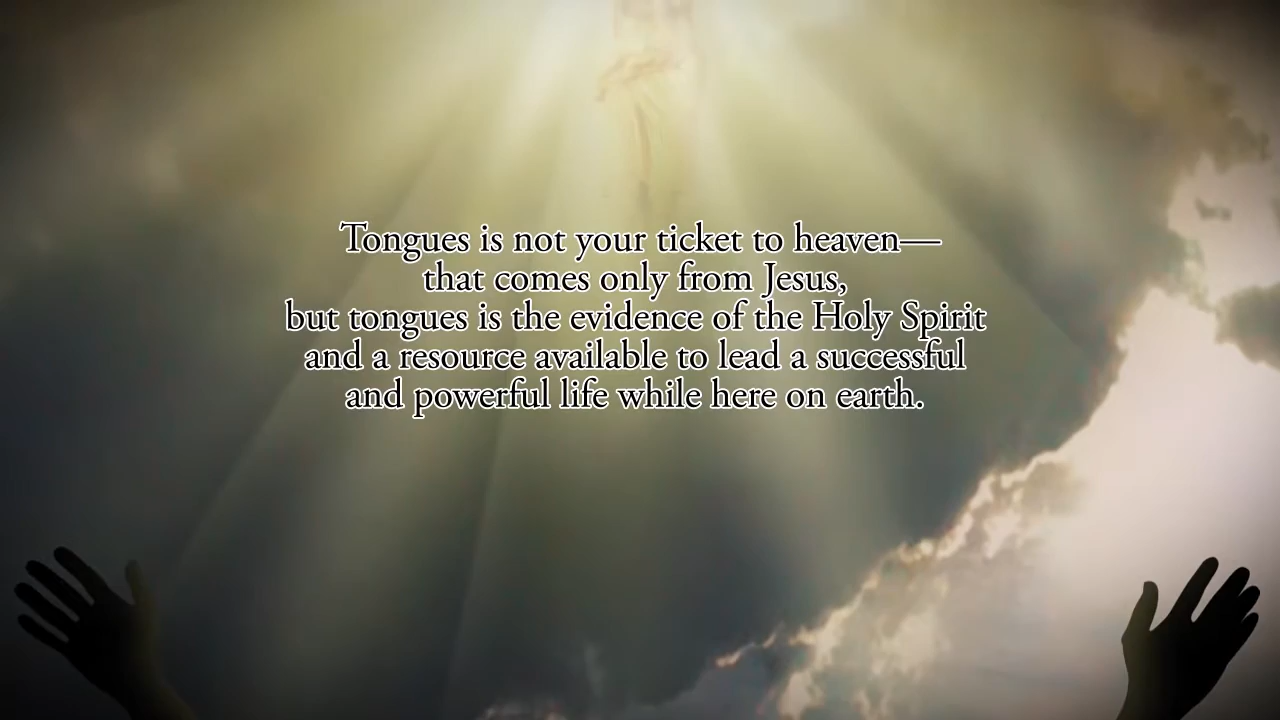 Tongues is not your ticket to heaven—
that comes only from Jesus,
but tongues is the evidence of the Holy Spirit
and a resource available to lead a successful
and powerful life while here on earth.